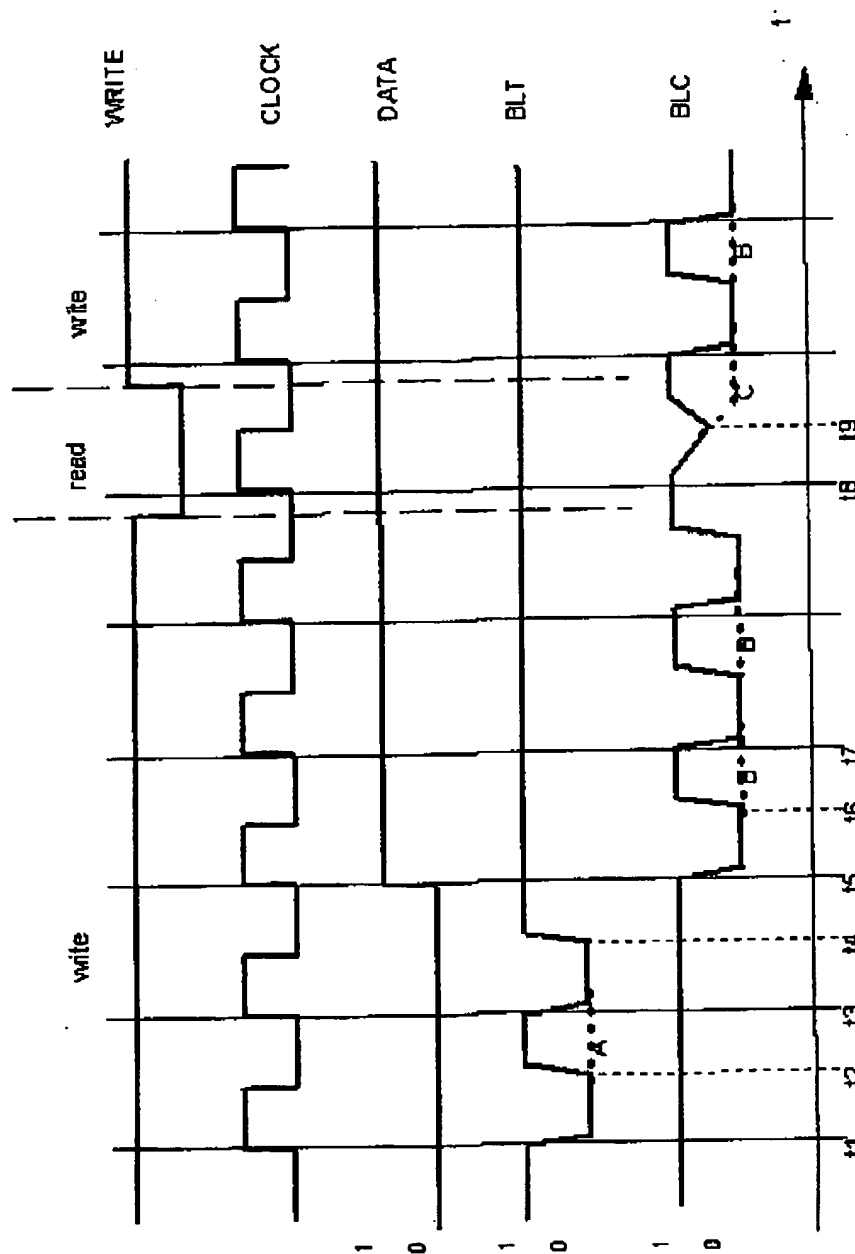 WRITE
CLOCK
DATA
BLT
BLC
t
write
read
write
1
0
1
0
1
0
A
B
B
C
B
t1
t2
t3
t4
t5
t6
t7
t8
t9